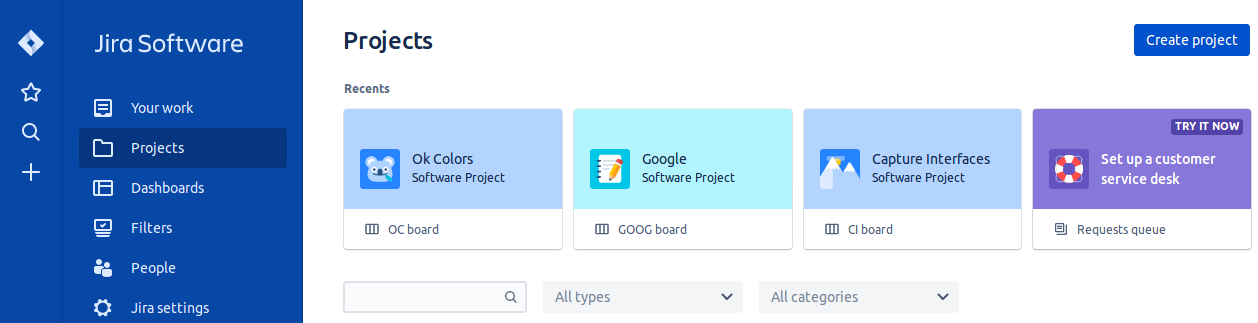 Jira Software
Your work
Projects
Dashboards
Filters
People
Jira settings
Projects
Create project
Recents
Ok Colors
Software Project
OC board
Google
Software Project
GOOG board
Capture Interfaces
Software Project
CI board
TRY IT NOW
Set up a customer
service desk
Requests queue
All types
All categories